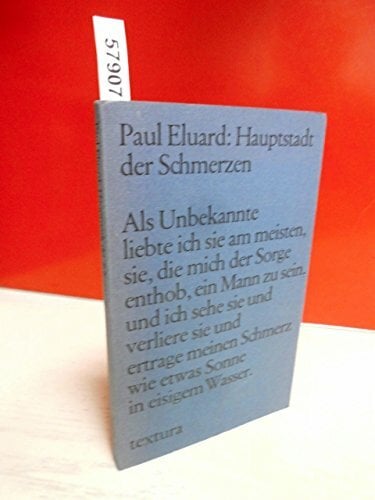 57907
Paul Eluard: Hauptstadt
der Schmerzen
Als Unbekannte
liebte ich sie am meisten,
sie, die mich der Sorge
enthob, ein Mann zu sein.
und ich sehe sie und
verliere sie und
ertrage meinen Schmerz
wie etwas Sonne
in eisigem Wasser.
textura